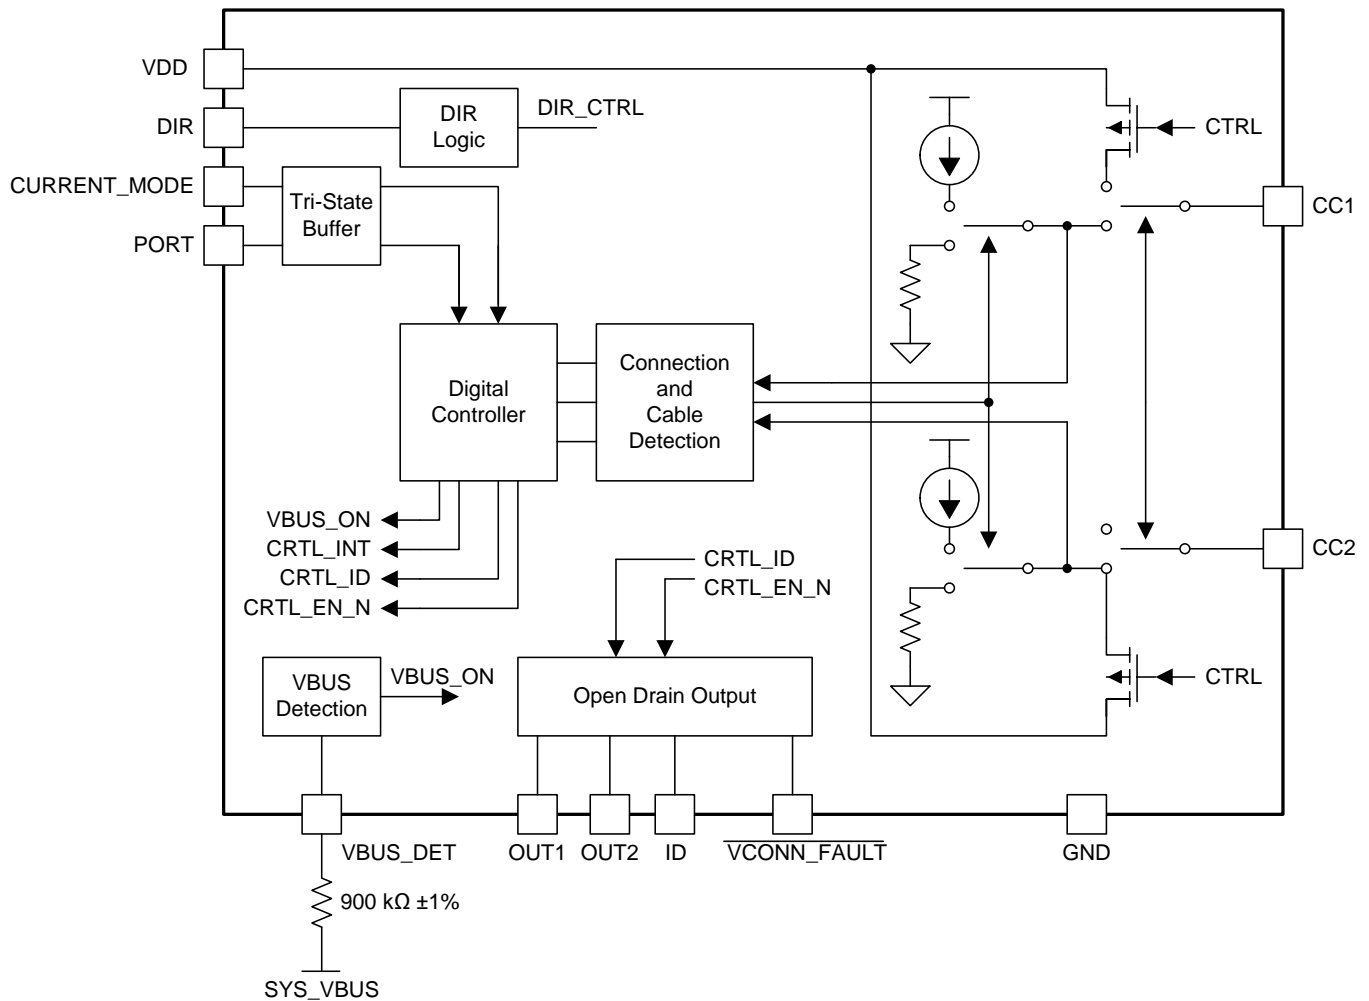 VDD
DIR
DIR
Logic
DIR_CTRL
CTRL
CURRENT_MODE
Tri-State
Buffer
PORT
CC1
Digital
Controller
Connection
and
Cable
Detection
VBUS_ON
CRTL_INT
CRTL_ID
CRTL_EN_N
CRTL_ID
CRTL_EN_N
CC2
VBUS
Detection
VBUS_ON
Open Drain Output
CTRL
VBUS_DET
OUT1
OUT2
ID
VCONN_FAULT
GND
900 kΩ ±1%
SYS_VBUS